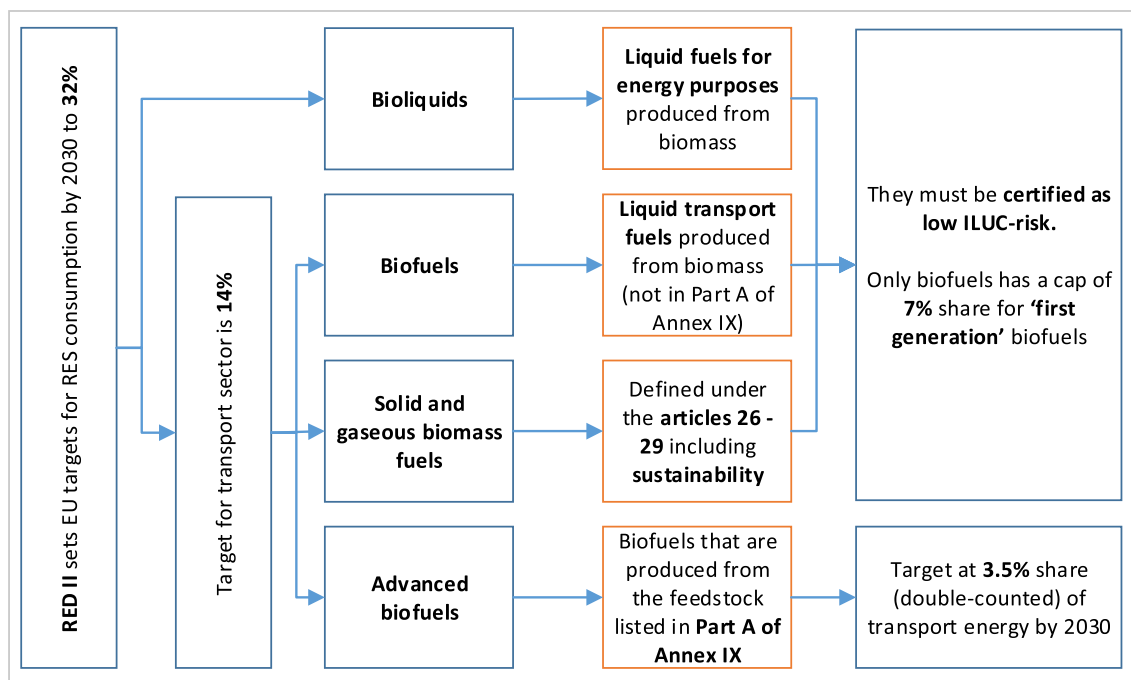 RED II sets EU targets for RES consumption by 2030 to 32%
Target for transport sector is 14%
Bioliquids
Liquid fuels for
energy purposes
produced from
biomass
Biofuels
Liquid transport
fuels produced
from biomass
(not in Part A of
Annex IX)
Solid and
gaseous biomass
fuels
Defined under
the articles 26 -
29 including
sustainability
They must be certified as
low ILUC-risk.
Only biofuels has a cap of
7% share for ‘first
generation’ biofuels
Advanced
biofuels
Biofuels that are
produced from
the feedstock
listed in Part A of
Annex IX
Target at 3.5% share
(double-counted) of
transport energy by 2030